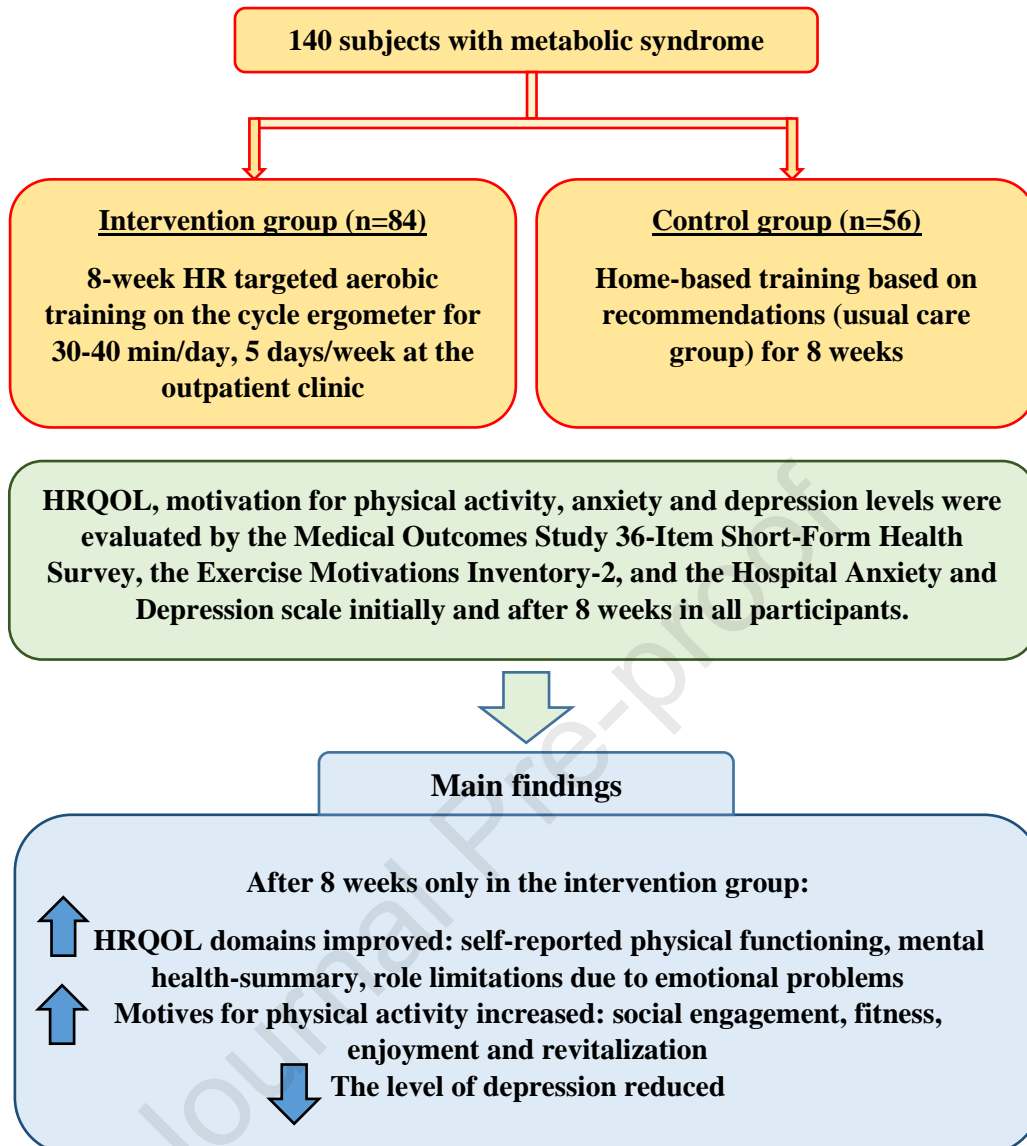 140 subjects with metabolic syndrome
Intervention group (n=84)
8-week HR targeted aerobic
training on the cycle ergometer for
30-40 min/day, 5 days/week at the
outpatient clinic
Control group (n=56)
Home-based training based on
recommendations (usual care
group) for 8 weeks
HRQOL, motivation for physical activity, anxiety and depression levels were
evaluated by the Medical Outcomes Study 36-Item Short-Form Health
Survey, the Exercise Motivations Inventory-2, and the Hospital Anxiety and
Depression scale initially and after 8 weeks in all participants.
Main findings
After 8 weeks only in the intervention group:
HRQOL domains improved: self-reported physical functioning, mental
health-summary, role limitations due to emotional problems
Motives for physical activity increased: social engagement, fitness,
enjoyment and revitalization
The level of depression reduced
Journal Pre-proof